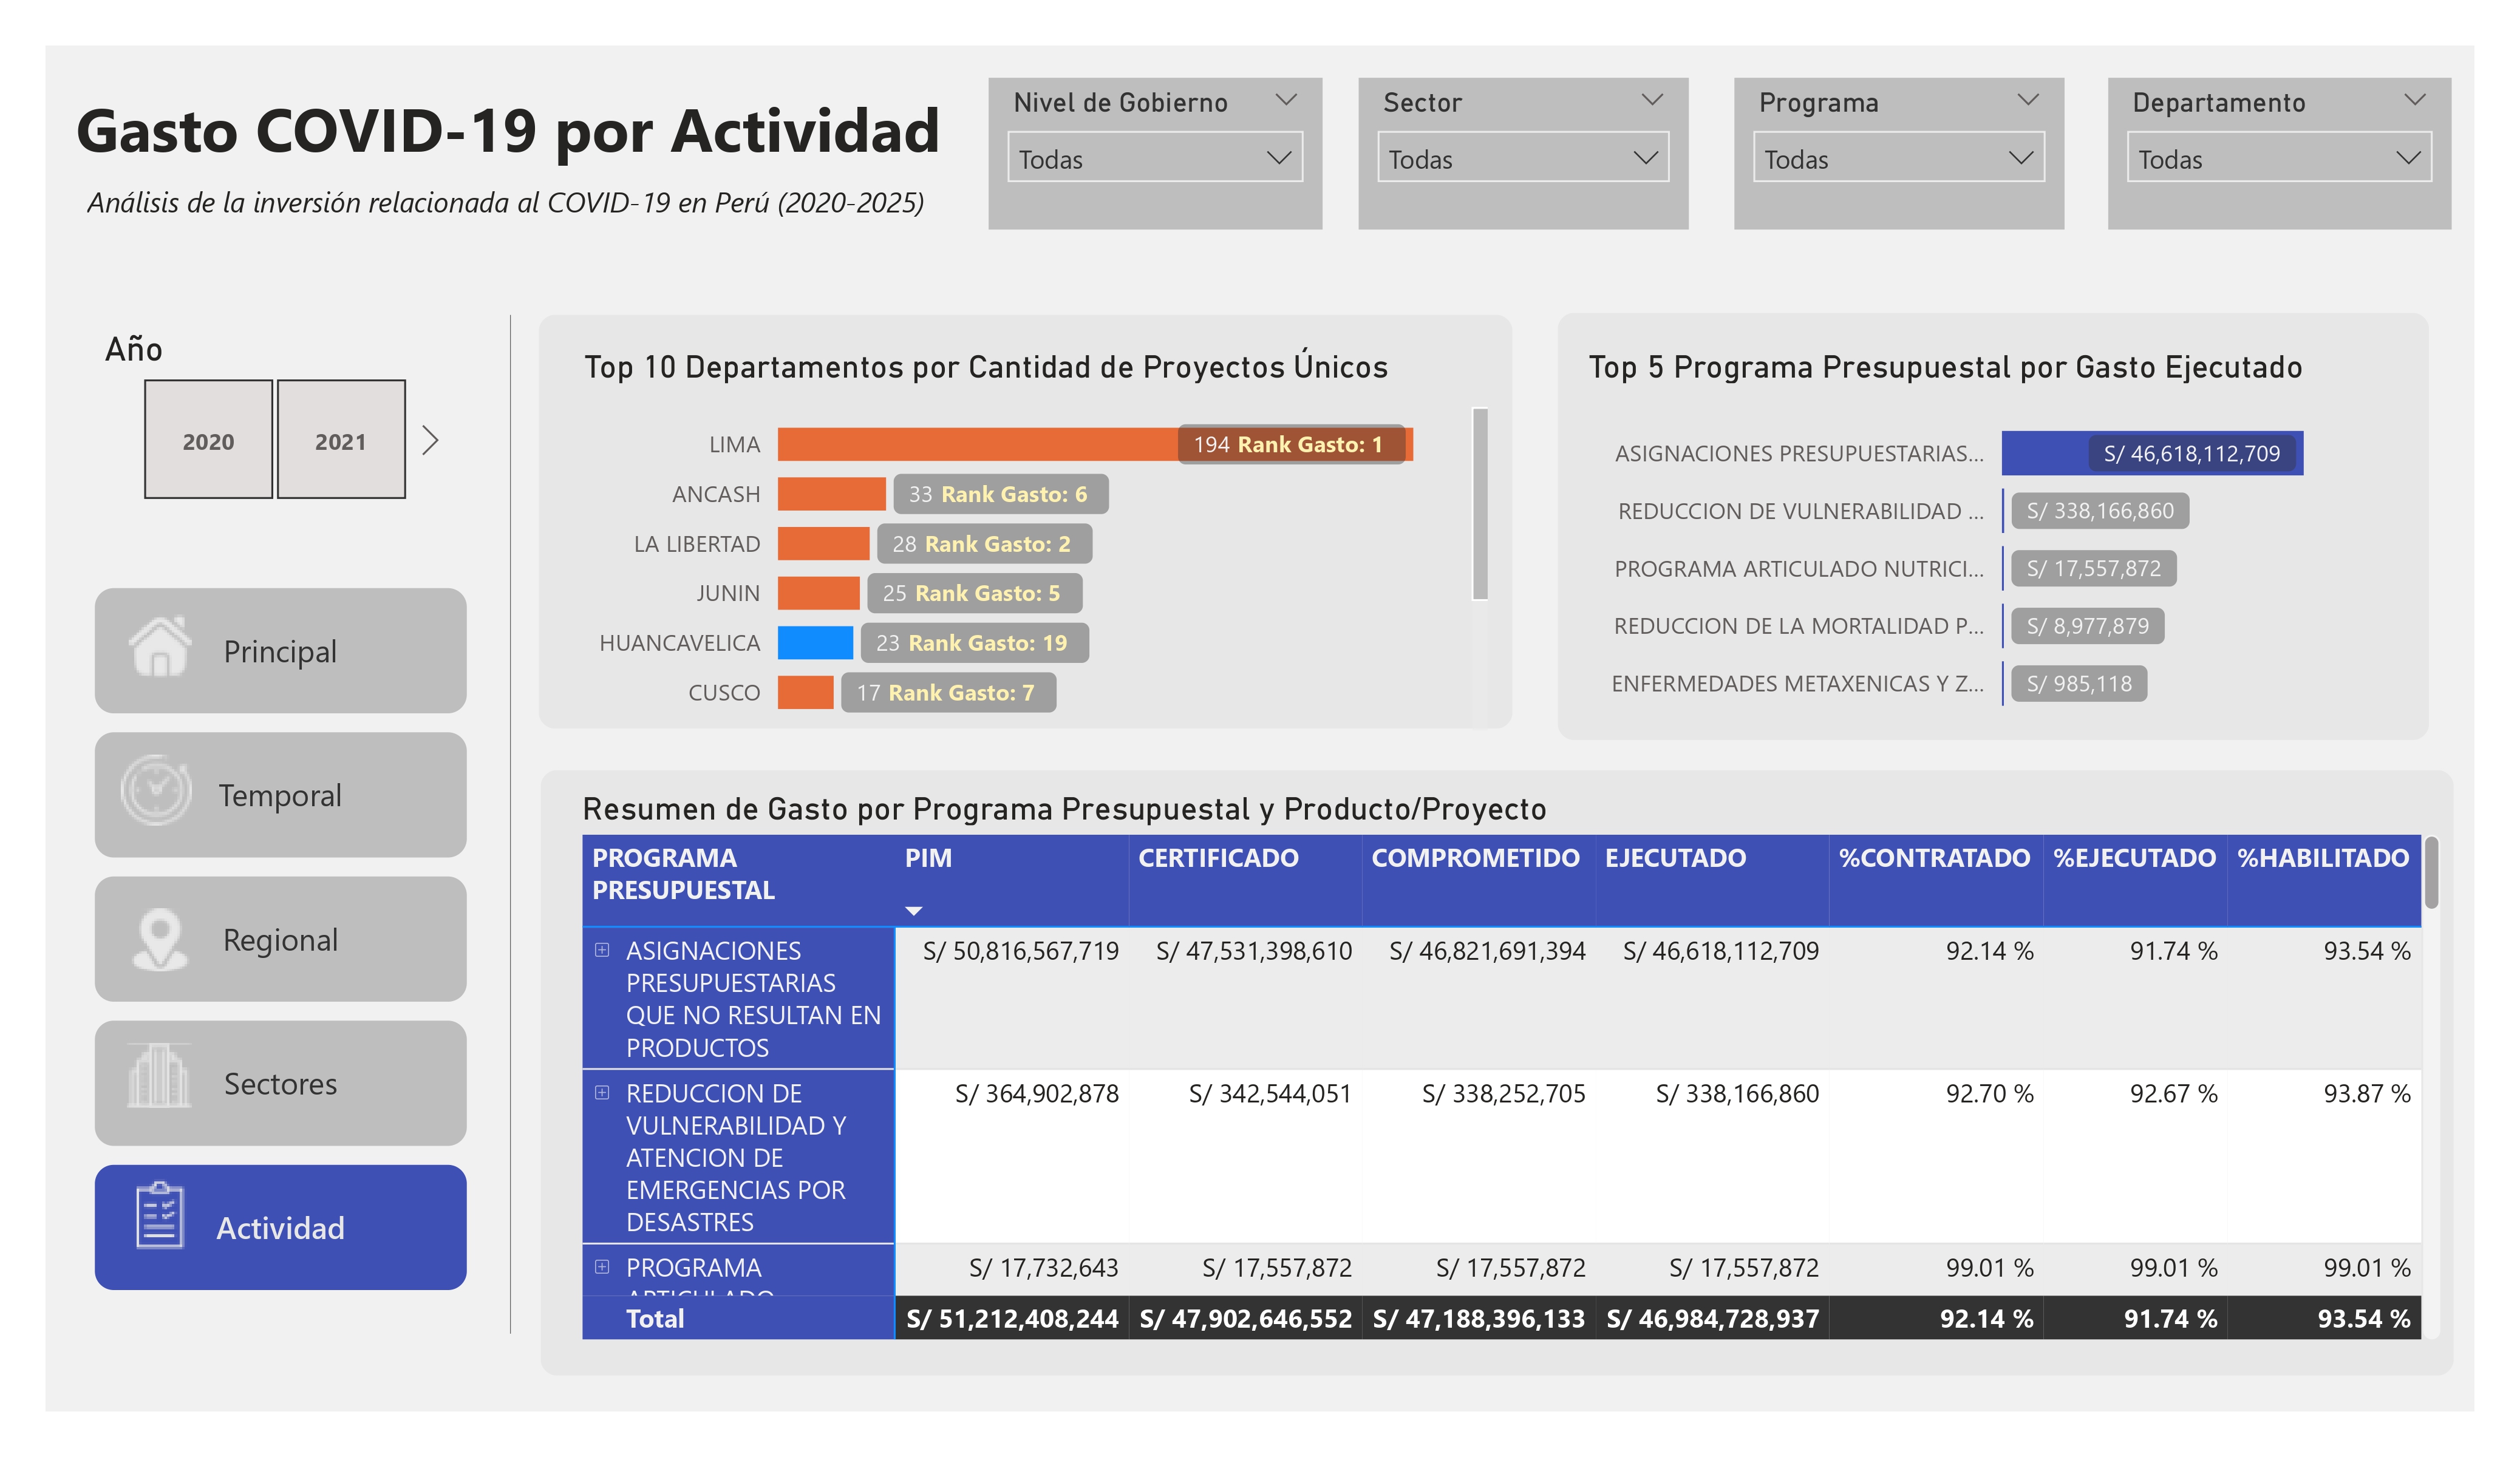 Gasto COVID-19 por Actividad
Análisis de la inversión relacionada al COVID-19 en Perú (2020-2025)
Nivel de Gobierno
Todas
Sector
Todas
Programa
Todas
Departamento
Todas
Año
2020
2021
Principal
Temporal
Regional
Sectores
Actividad
Top 10 Departamentos por Cantidad de Proyectos Únicos
LIMA 194 Rank Gasto: 1
ANCASH 33 Rank Gasto: 6
LA LIBERTAD 28 Rank Gasto: 2
JUNIN 25 Rank Gasto: 5
HUANCAVELICA 23 Rank Gasto: 19
CUSCO 17 Rank Gasto: 7
Top 5 Programa Presupuestal por Gasto Ejecutado
ASIGNACIONES PRESUPUESTARIAS... S/ 46,618,112,709
REDUCCION DE VULNERABILIDAD ... S/ 338,166,860
PROGRAMA ARTICULADO NUTRICI... S/ 17,557,872
REDUCCION DE LA MORTALIDAD P... S/ 8,977,879
ENFERMEDADES METAXENICAS Y Z... S/ 985,118
Resumen de Gasto por Programa Presupuestal y Producto/Proyecto
PROGRAMA PIM CERTIFICADO COMPROMETIDO EJECUTADO %CONTRATADO %EJECUTADO %HABILITADO
PRESUPUESTAL
ASIGNACIONES S/ 50,816,567,719 S/ 47,531,398,610 S/ 46,821,691,394 S/ 46,618,112,709 92.14 % 91.74 % 93.54 %
PRESUPUESTARIAS
QUE NO RESULTAN EN
PRODUCTOS
REDUCCION DE S/ 364,902,878 S/ 342,544,051 S/ 338,252,705 S/ 338,166,860 92.70 % 92.67 % 93.87 %
VULNERABILIDAD Y
ATENCION DE
EMERGENCIAS POR
DESASTRES
PROGRAMA S/ 17,732,643 S/ 17,557,872 S/ 17,557,872 S/ 17,557,872 99.01 % 99.01 % 99.01 %
ARTICULADO
Total S/ 51,212,408,244 S/ 47,902,646,552 S/ 47,188,396,133 S/ 46,984,728,937 92.14 % 91.74 % 93.54 %